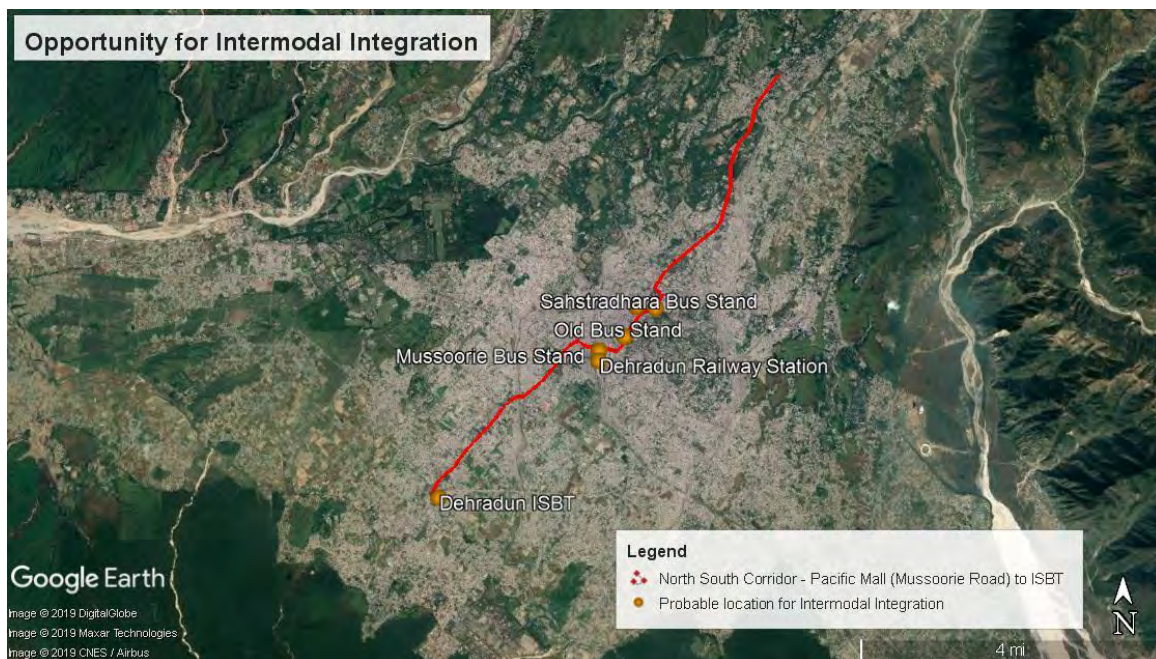 Opportunity for Intermodal Integration
Sahstradhara Bus Stand
Old Bus Stand
Mussoorie Bus Stand
Dehradun Railway Station
Dehradun ISBT
Legend
North South Corridor - Pacific Mall (Mussoorie Road) to ISBT
Probable location for Intermodal Integration
Google Earth
Image © 2019 DigitalGlobe
Image © 2019 Maxar Technologies
Image © 2019 CNES / Airbus
N
4 mi